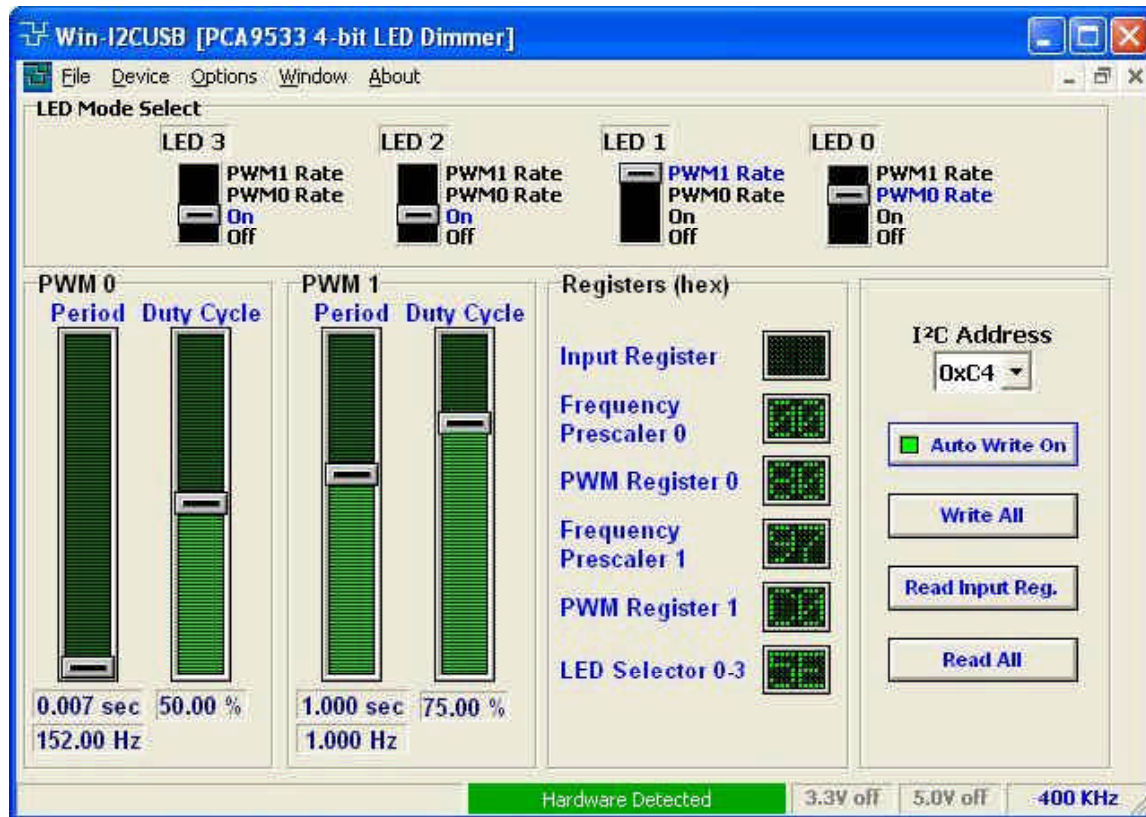 Win-I2CUSB [PCA9533 4-bit LED Dimmer]
File Device Options Window About
LED Mode Select
LED 3
PWM1 Rate
PWM0 Rate
On
Off
LED 2
PWM1 Rate
PWM0 Rate
On
Off
LED 1
PWM1 Rate
PWM0 Rate
On
Off
LED 0
PWM1 Rate
PWM0 Rate
On
Off
PWM 0
Period Duty Cycle
0.007 sec 50.00 %
152.00 Hz
PWM 1
Period Duty Cycle
1.000 sec 75.00 %
1.000 Hz
Registers (hex)
Input Register
Frequency
Prescaler 0
PWM Register 0
Frequency
Prescaler 1
97
PWM Register 1
LED Selector 0-3
I²C Address
0xC4
Auto Write On
Write All
Read Input Reg.
Read All
Hardware Detected 3.3V off 5.0V off 400 KHz